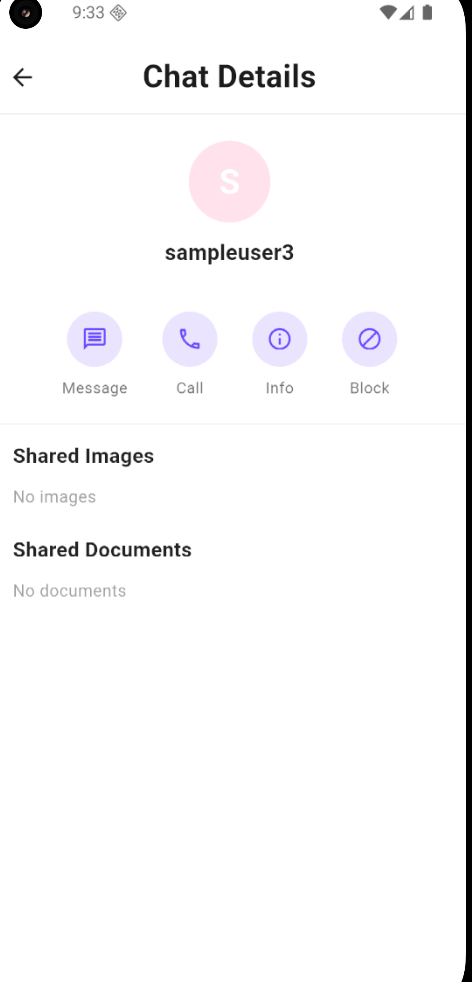 9:33
Chat Details
S
sampleuser3
Message Call Info Block
Shared Images
No images
Shared Documents
No documents